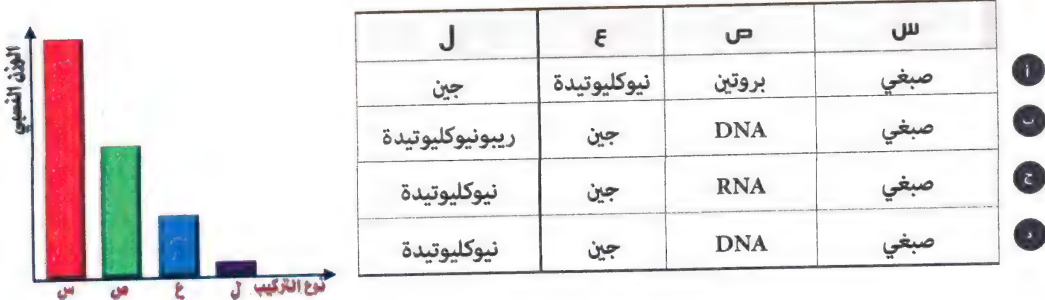 س ص ع ل
أ صبغي بروتين نيوكليوتيدة جين
ب صبغي DNA جين ريبونيوكليوتيدة
ج صبغي RNA جين نيوكليوتيدة
د صبغي DNA جين نيوكليوتيدة
الوزن النسبي
س ص ع ل نوع التركيب